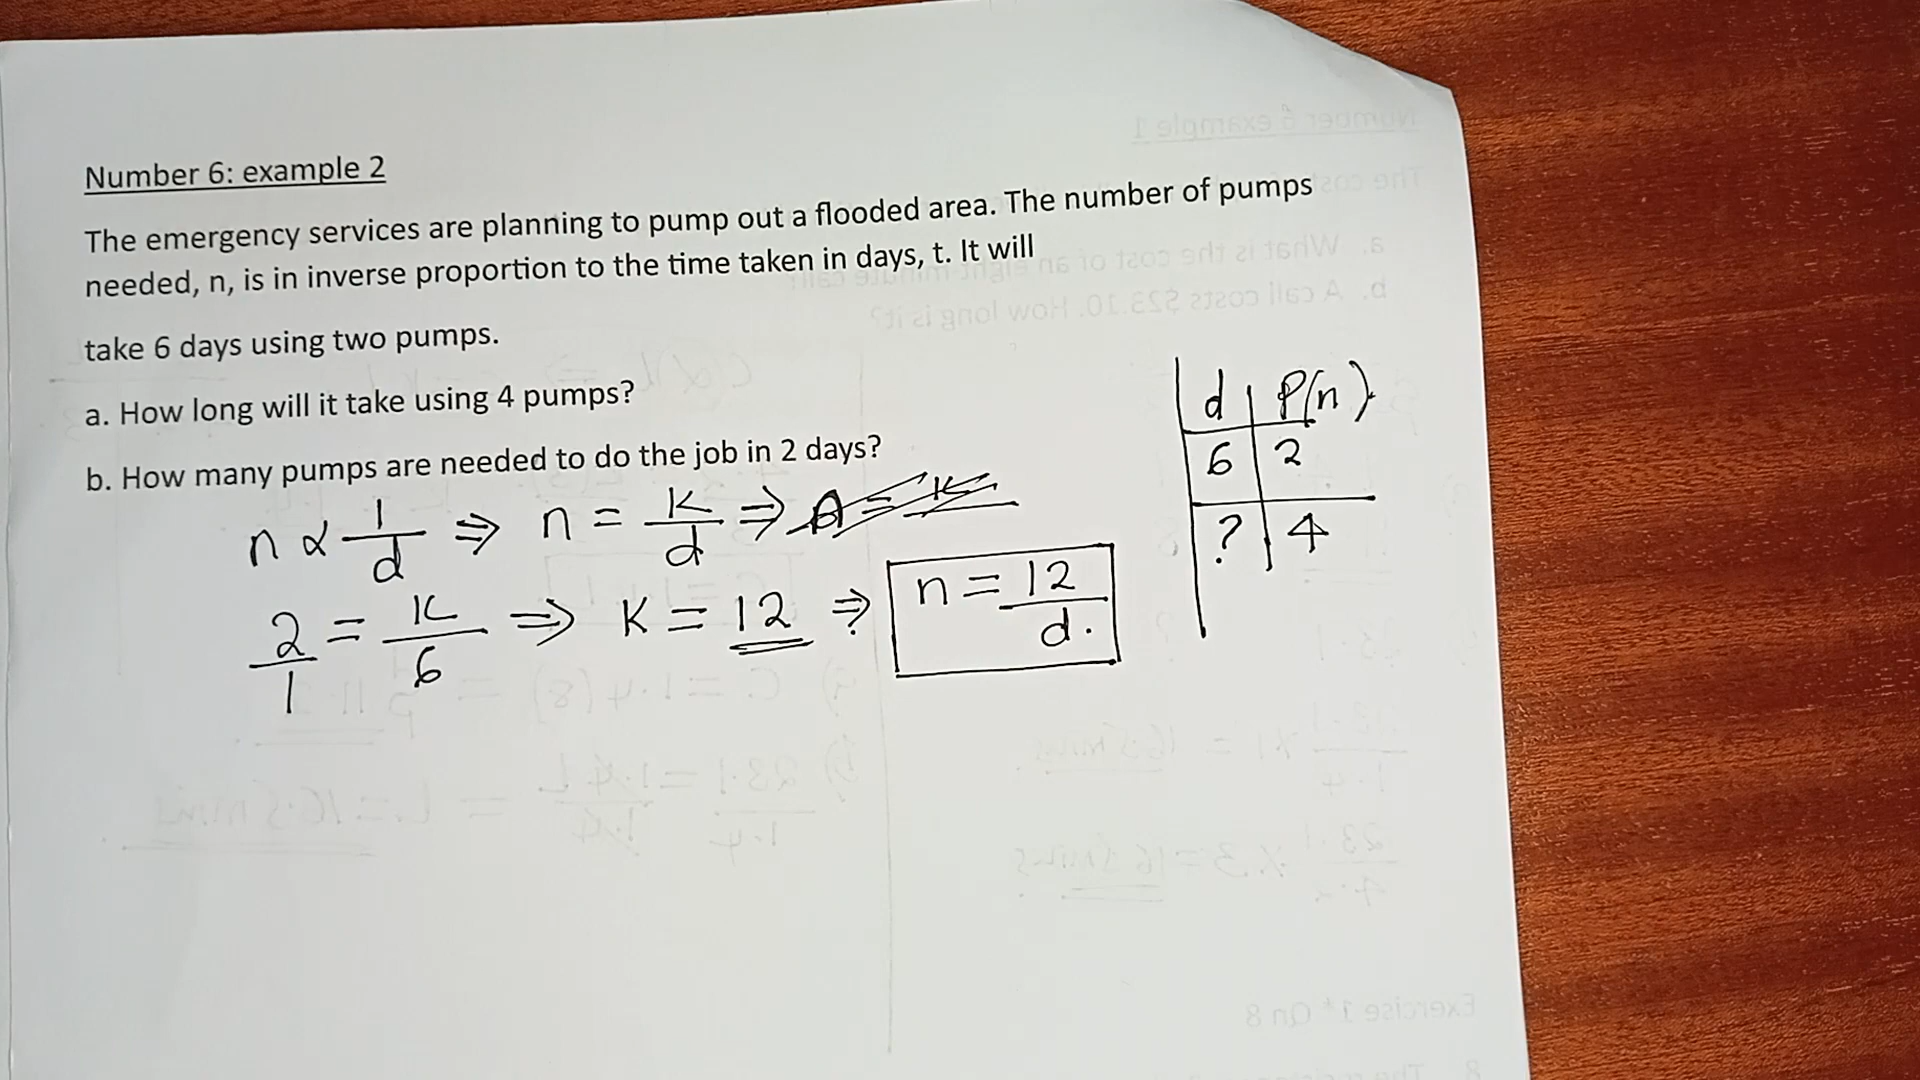 Number 6: example 2
The emergency services are planning to pump out a flooded area. The number of pumps
needed, n, is in inverse proportion to the time taken in days, t. It will
take 6 days using two pumps.
a. How long will it take using 4 pumps?
b. How many pumps are needed to do the job in 2 days?
n ∝ 1/d ⇒ n = K/d ⇒
2/1 = K/6 ⇒ K = 12 ⇒ n = 12/d.
d | P(n)
6 | 2
? | 4